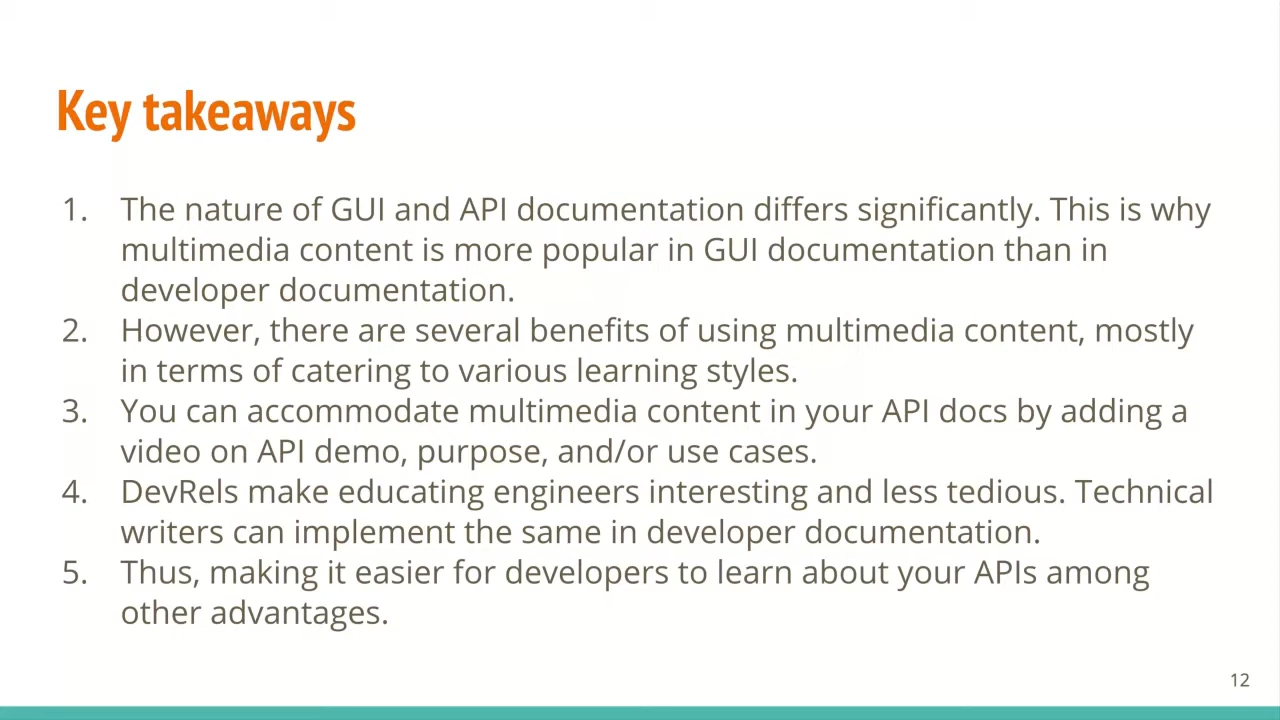 Key takeaways
1. The nature of GUI and API documentation differs significantly. This is why
multimedia content is more popular in GUI documentation than in
developer documentation.
2. However, there are several benefits of using multimedia content, mostly
in terms of catering to various learning styles.
3. You can accommodate multimedia content in your API docs by adding a
video on API demo, purpose, and/or use cases.
4. DevRels make educating engineers interesting and less tedious. Technical
writers can implement the same in developer documentation.
5. Thus, making it easier for developers to learn about your APIs among
other advantages.
12